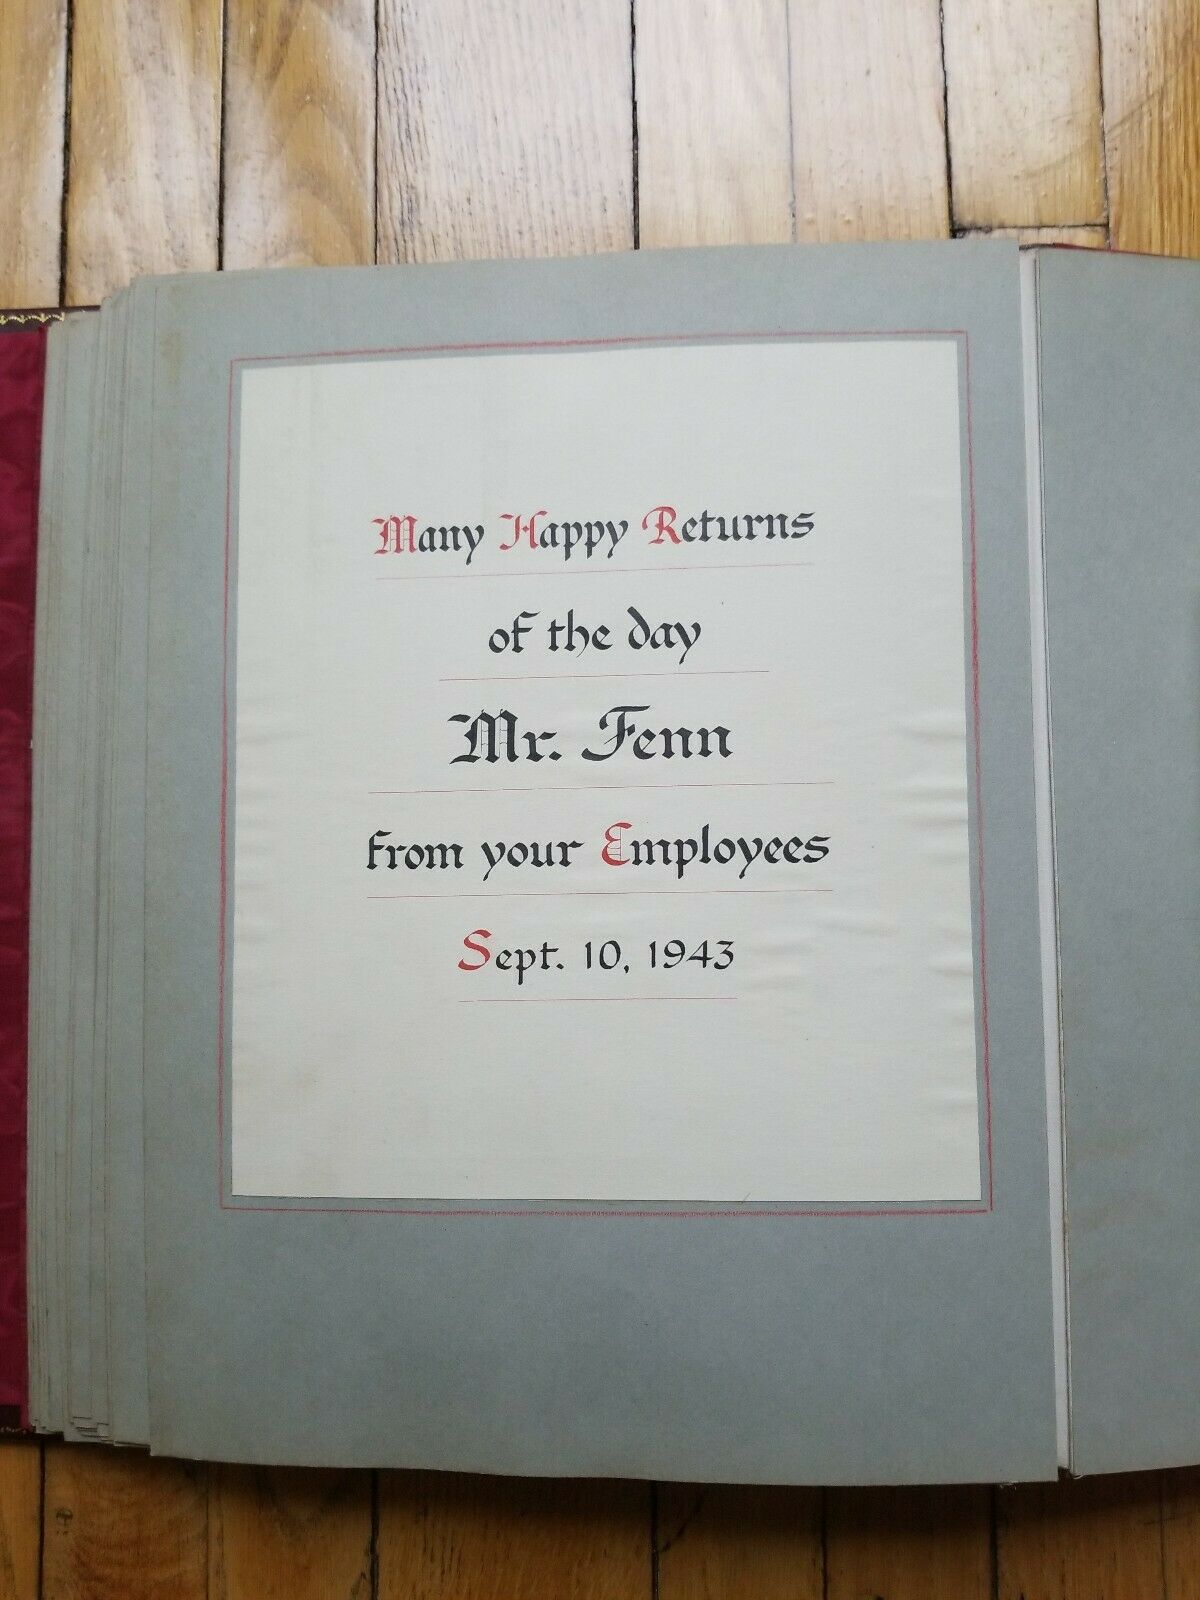 Many Happy Returns
of the day
Mr. Fenn
from your Employees
Sept. 10, 1943